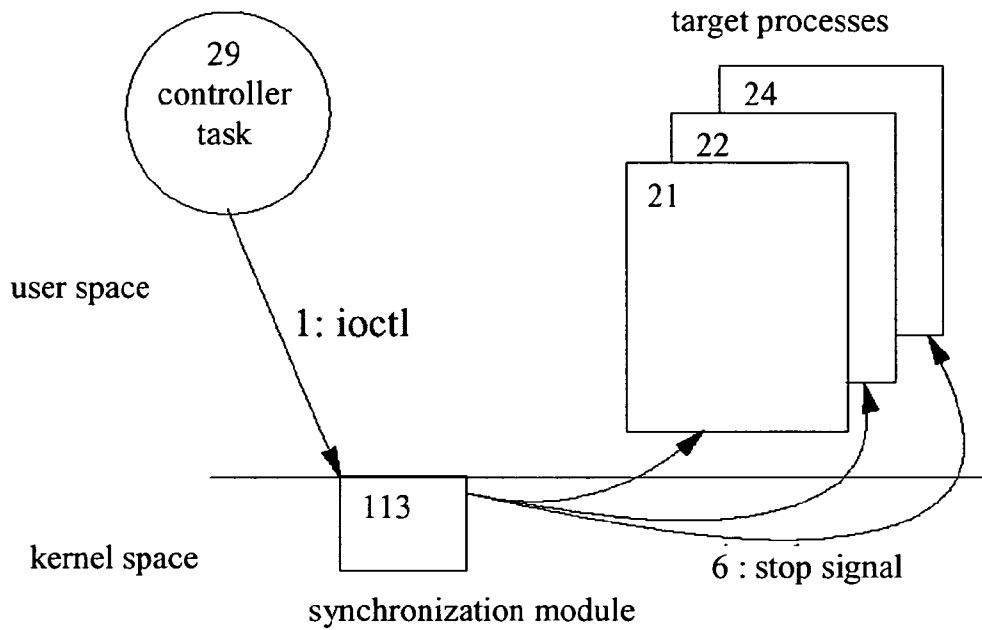 target processes
29
controller
task
24
22
21
user space
1: ioctl
113
kernel space
6 : stop signal
synchronization module